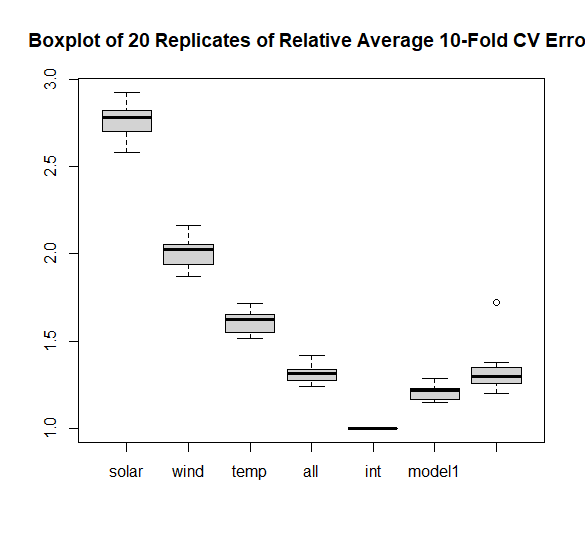 Boxplot of 20 Replicates of Relative Average 10-Fold CV Erro
3.0
2.5
2.0
1.5
1.0
solar wind temp all int model1